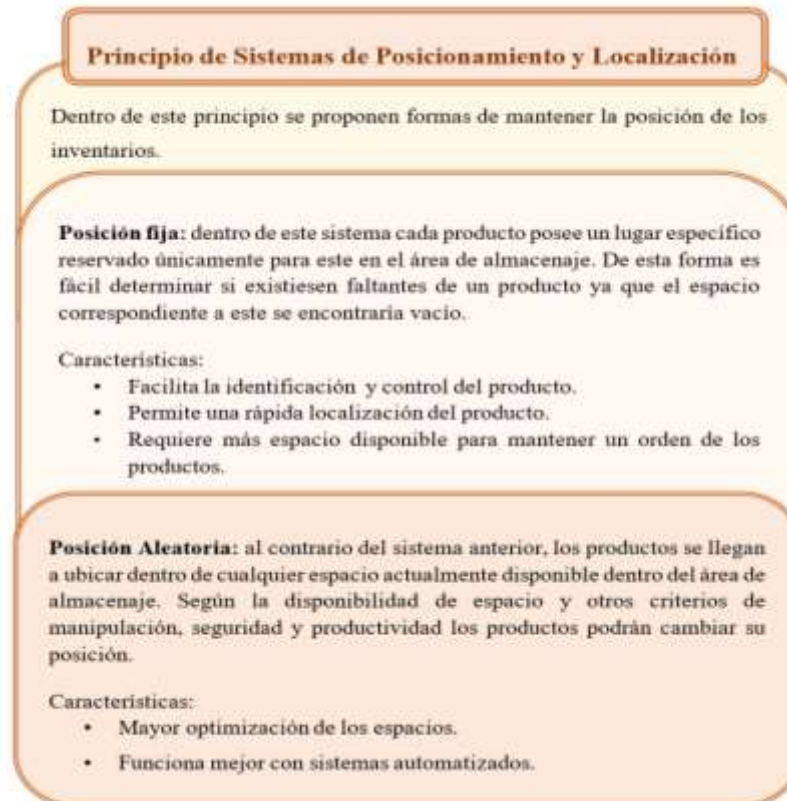 Principio de Sistemas de Posicionamiento y Localización
Dentro de este principio se proponen formas de mantener la posición de los
inventarios.
Posición fija: dentro de este sistema cada producto posee un lugar específico
reservado únicamente para este en el área de almacenaje. De esta forma es
fácil determinar si existiesen faltantes de un producto ya que el espacio
correspondiente a este se encontraría vacío.
Características:
• Facilita la identificación y control del producto.
• Permite una rápida localización del producto.
• Requiere más espacio disponible para mantener un orden de los
productos.
Posición Aleatoria: al contrario del sistema anterior, los productos se llegan
a ubicar dentro de cualquier espacio actualmente disponible dentro del área de
almacenaje. Según la disponibilidad de espacio y otros criterios de
manipulación, seguridad y productividad los productos podrán cambiar su
posición.
Características:
• Mayor optimización de los espacios.
• Funciona mejor con sistemas automatizados.